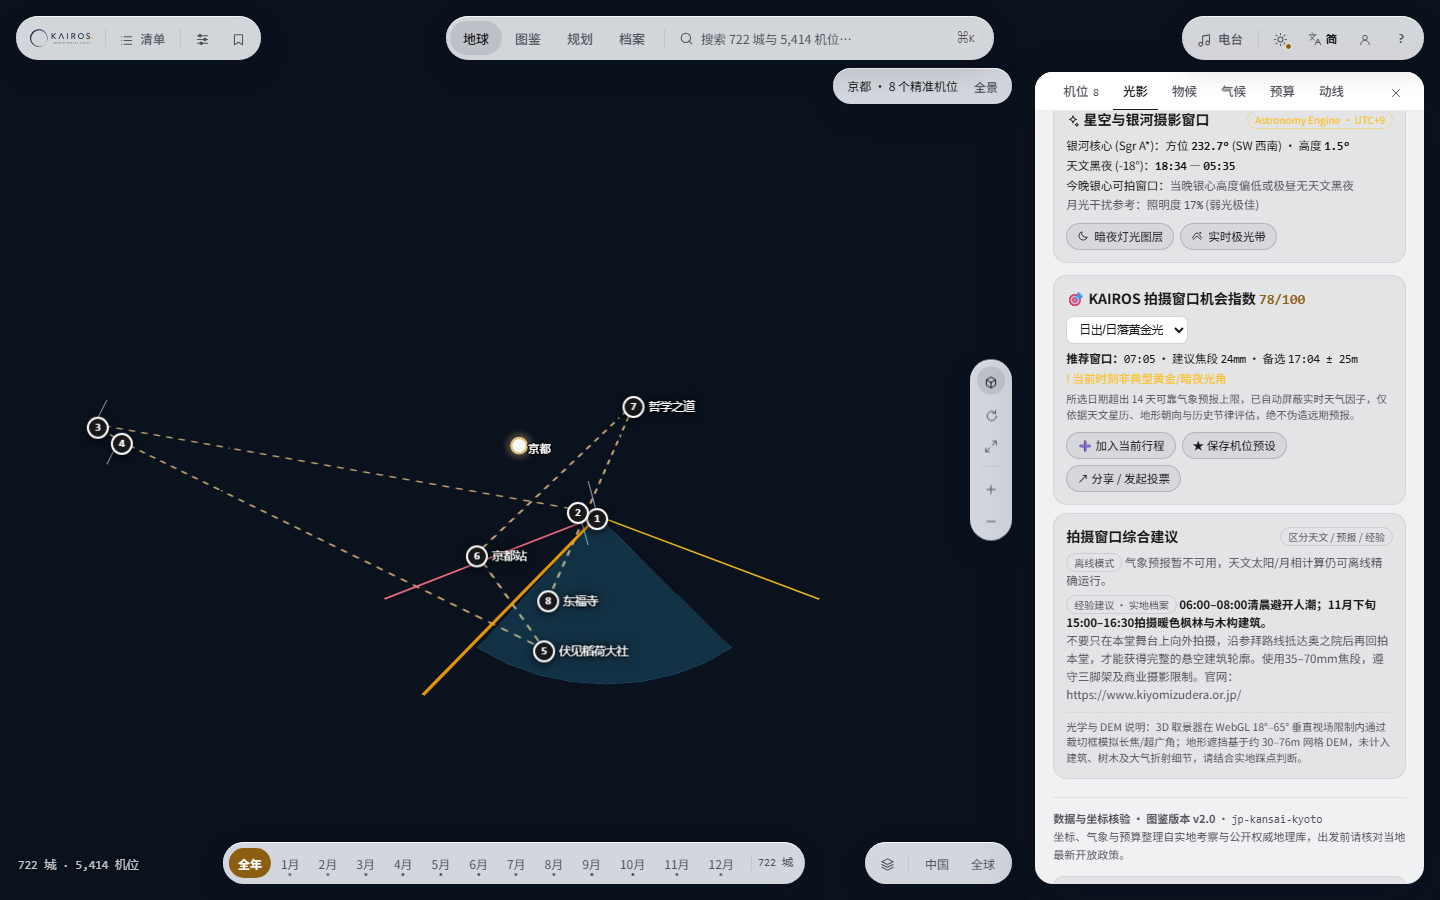 KAIROS
清单
地球
图鉴
规划
档案
搜索 722 城与 5,414 机位…
⌘K
电台
简
?
京都 · 8 个精准机位
全景
机位 8
光影
物候
气候
预算
动线
星空与银河摄影窗口
Astronomy Engine · UTC+9
银河核心 (Sgr A*)：方位 232.7° (SW 西南) · 高度 1.5°
天文黑夜 (-18°)：18:34 — 05:35
今晚银心可拍窗口：当晚银心高度偏低或极昼无天文黑夜
月光干扰参考：照明度 17% (弱光极佳)
暗夜灯光图层
实时极光带
KAIROS 拍摄窗口机会指数 78/100
日出/日落黄金光
推荐窗口：07:05 · 建议焦段 24mm · 备选 17:04 ± 25m
! 当前时刻非典型黄金/暗夜光角
所选日期超出 14 天可靠气象预报上限，已自动屏蔽实时天气因子，仅
依据天文星历、地形朝向与历史节律评估，绝不伪造远期预报。
加入当前行程
★ 保存机位预设
↗ 分享 / 发起投票
拍摄窗口综合建议
区分天文 / 预报 / 经验
离线模式 气象预报暂不可用，天文太阳/月相计算仍可离线精
确运行。
经验建议 · 实地档案 06:00–08:00清晨避开人潮；11月下旬
15:00–16:30拍摄暖色枫林与木构建筑。
不要只在本堂舞台上向外拍摄，沿参拜路线抵达奥之院后再回拍
本堂，才能获得完整的悬空建筑轮廓。使用35–70mm焦段，遵
守三脚架及商业摄影限制。官网：
https://www.kiyomizudera.or.jp/
光学与 DEM 说明：3D 取景器在 WebGL 18°–65° 垂直视场限制内通过
裁切框模拟长焦/超广角；地形遮挡基于约 30–76m 网格 DEM，未计入
建筑、树木及大气折射细节，请结合实地踩点判断。
数据与坐标核验 · 图鉴版本 v2.0 · jp-kansai-kyoto
坐标、气象与预算整理自实地考察与公开权威地理库，出发前请核对当地
最新开放政策。
7 哲学之道
京都
3
4
2
1
6 京都站
8 东福寺
5 伏见稻荷大社
722 城 · 5,414 机位
全年
1月
2月
3月
4月
5月
6月
7月
8月
9月
10月
11月
12月
722 城
中国
全球